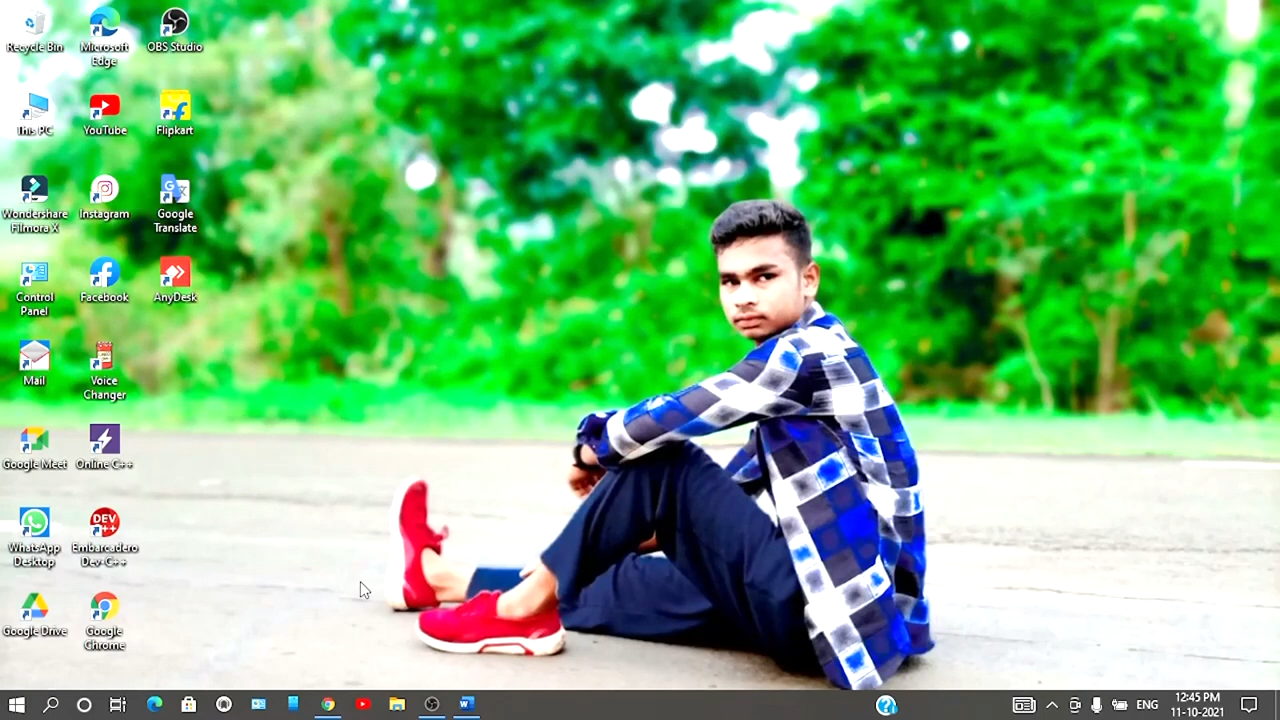 Recycle Bin
Microsoft
Edge
OBS Studio
This PC
YouTube
Flipkart
Wondershare
Filmora X
Instagram
Google
Translate
Control
Panel
Facebook
AnyDesk
Mail
Voice
Changer
Google Meet
Online C++
WhatsApp
Desktop
DEV
C++
Embarcadero
Dev-C++
Google Drive
Google
Chrome
ENG
12:45 PM
11-10-2021